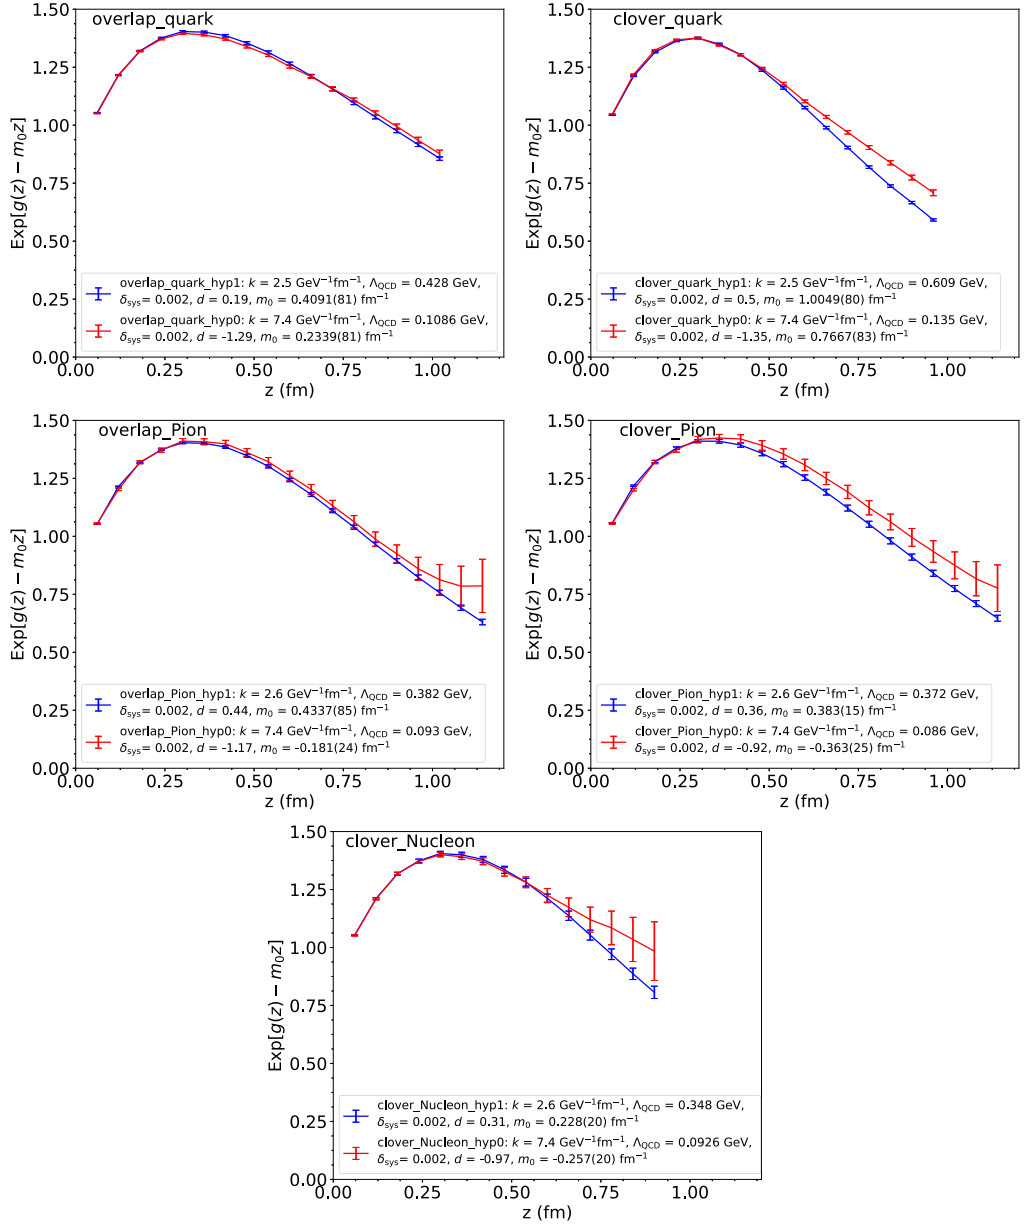 overlap_quark
1.50
1.25
1.00
0.75
0.50
0.25
0.00
Exp[g(z) − m₀z]
overlap_quark_hyp1: k = 2.5 GeV⁻¹fm⁻¹, Λ_QCD = 0.428 GeV,
δ_sys= 0.002, d = 0.19, m₀ = 0.4091(81) fm⁻¹
overlap_quark_hyp0: k = 7.4 GeV⁻¹fm⁻¹, Λ_QCD = 0.1086 GeV,
δ_sys= 0.002, d = -1.29, m₀ = 0.2339(81) fm⁻¹
0.00 0.25 0.50 0.75 1.00
z (fm)
clover_quark
1.50
1.25
1.00
0.75
0.50
0.25
0.00
Exp[g(z) − m₀z]
clover_quark_hyp1: k = 2.5 GeV⁻¹fm⁻¹, Λ_QCD = 0.609 GeV,
δ_sys= 0.002, d = 0.5, m₀ = 1.0049(80) fm⁻¹
clover_quark_hyp0: k = 7.4 GeV⁻¹fm⁻¹, Λ_QCD = 0.135 GeV,
δ_sys= 0.002, d = -1.35, m₀ = 0.7667(83) fm⁻¹
0.00 0.25 0.50 0.75 1.00
z (fm)
overlap_Pion
1.50
1.25
1.00
0.75
0.50
0.25
0.00
Exp[g(z) − m₀z]
overlap_Pion_hyp1: k = 2.6 GeV⁻¹fm⁻¹, Λ_QCD = 0.382 GeV,
δ_sys= 0.002, d = 0.44, m₀ = 0.4337(85) fm⁻¹
overlap_Pion_hyp0: k = 7.4 GeV⁻¹fm⁻¹, Λ_QCD = 0.093 GeV,
δ_sys= 0.002, d = -1.17, m₀ = -0.181(24) fm⁻¹
0.00 0.25 0.50 0.75 1.00
z (fm)
clover_Pion
1.50
1.25
1.00
0.75
0.50
0.25
0.00
Exp[g(z) − m₀z]
clover_Pion_hyp1: k = 2.6 GeV⁻¹fm⁻¹, Λ_QCD = 0.372 GeV,
δ_sys= 0.002, d = 0.36, m₀ = 0.383(15) fm⁻¹
clover_Pion_hyp0: k = 7.4 GeV⁻¹fm⁻¹, Λ_QCD = 0.086 GeV,
δ_sys= 0.002, d = -0.92, m₀ = -0.363(25) fm⁻¹
0.00 0.25 0.50 0.75 1.00
z (fm)
clover_Nucleon
1.50
1.25
1.00
0.75
0.50
0.25
0.00
Exp[g(z) − m₀z]
clover_Nucleon_hyp1: k = 2.6 GeV⁻¹fm⁻¹, Λ_QCD = 0.348 GeV,
δ_sys= 0.002, d = 0.31, m₀ = 0.228(20) fm⁻¹
clover_Nucleon_hyp0: k = 7.4 GeV⁻¹fm⁻¹, Λ_QCD = 0.0926 GeV,
δ_sys= 0.002, d = -0.97, m₀ = -0.257(20) fm⁻¹
0.00 0.25 0.50 0.75 1.00
z (fm)